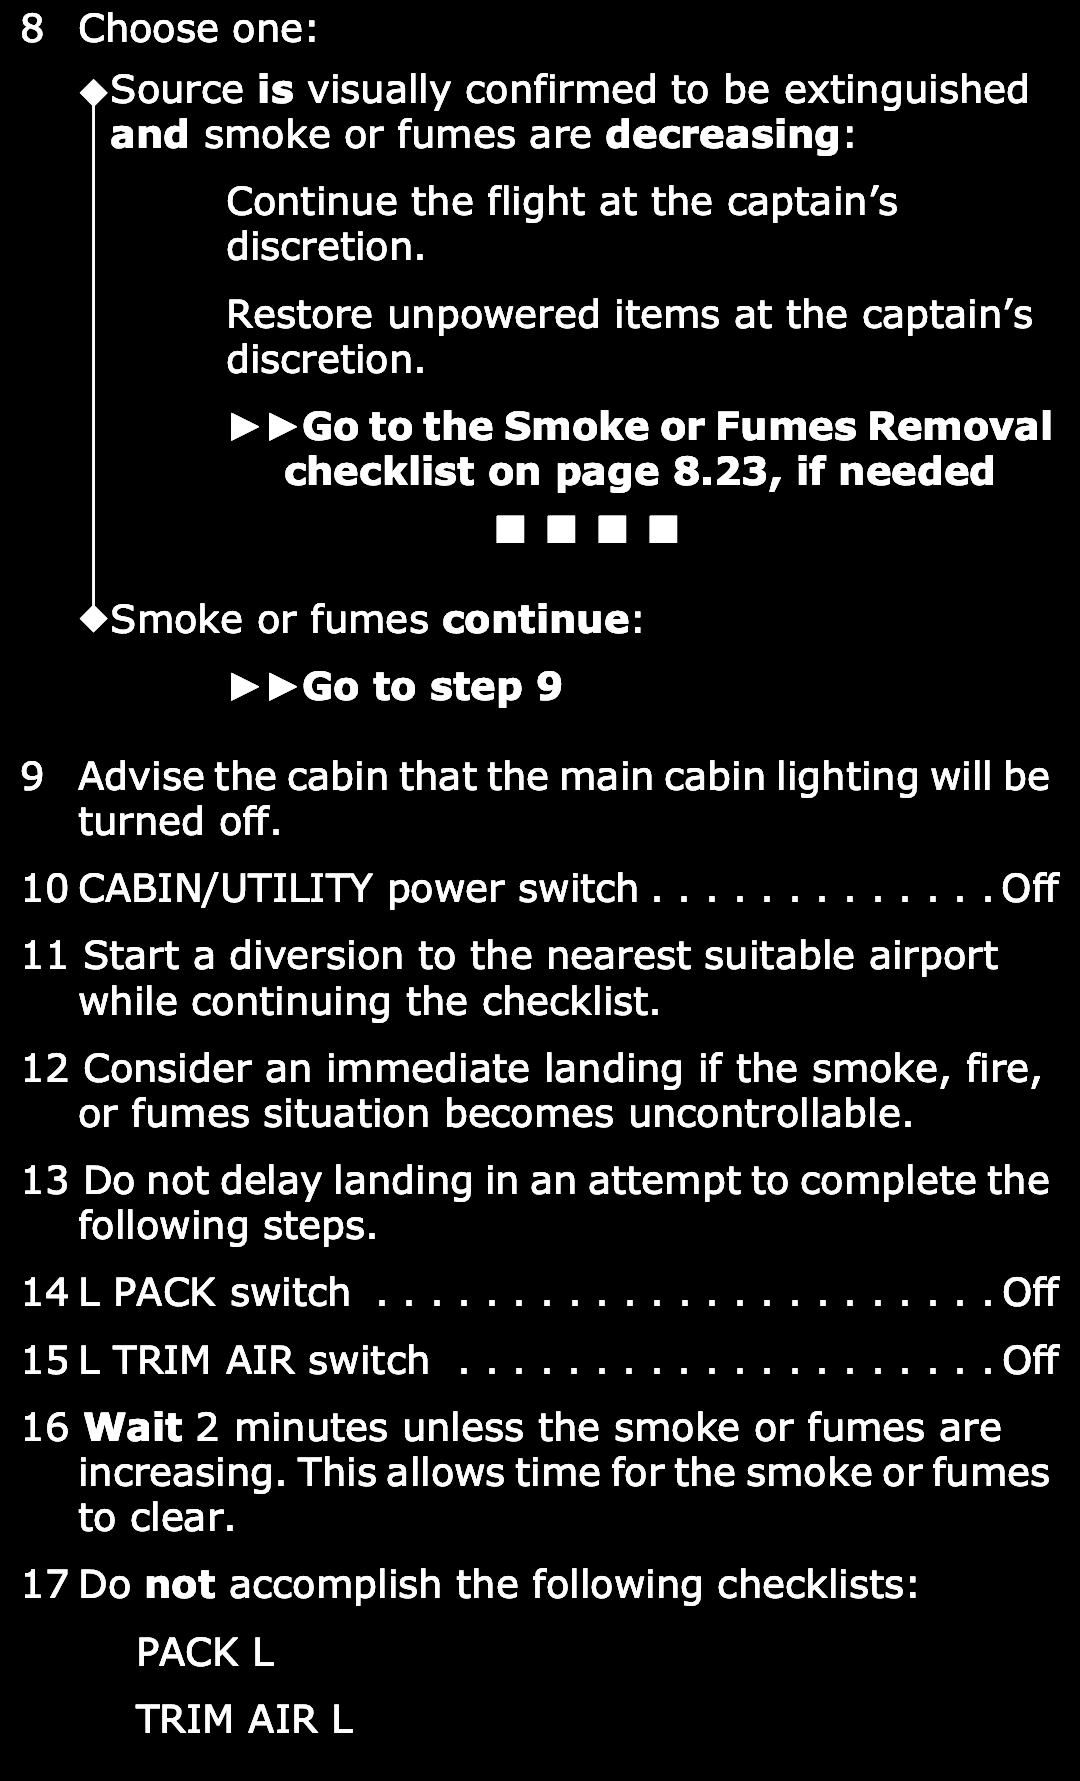 8 Choose one:
◆Source is visually confirmed to be extinguished
and smoke or fumes are decreasing:
Continue the flight at the captain’s
discretion.
Restore unpowered items at the captain’s
discretion.
►►Go to the Smoke or Fumes Removal
checklist on page 8.23, if needed
■ ■ ■ ■
◆Smoke or fumes continue:
►►Go to step 9
9 Advise the cabin that the main cabin lighting will be
turned off.
10 CABIN/UTILITY power switch . . . . . . . . . . . . . Off
11 Start a diversion to the nearest suitable airport
while continuing the checklist.
12 Consider an immediate landing if the smoke, fire,
or fumes situation becomes uncontrollable.
13 Do not delay landing in an attempt to complete the
following steps.
14 L PACK switch . . . . . . . . . . . . . . . . . . . . . . . Off
15 L TRIM AIR switch . . . . . . . . . . . . . . . . . . . . Off
16 Wait 2 minutes unless the smoke or fumes are
increasing. This allows time for the smoke or fumes
to clear.
17 Do not accomplish the following checklists:
PACK L
TRIM AIR L